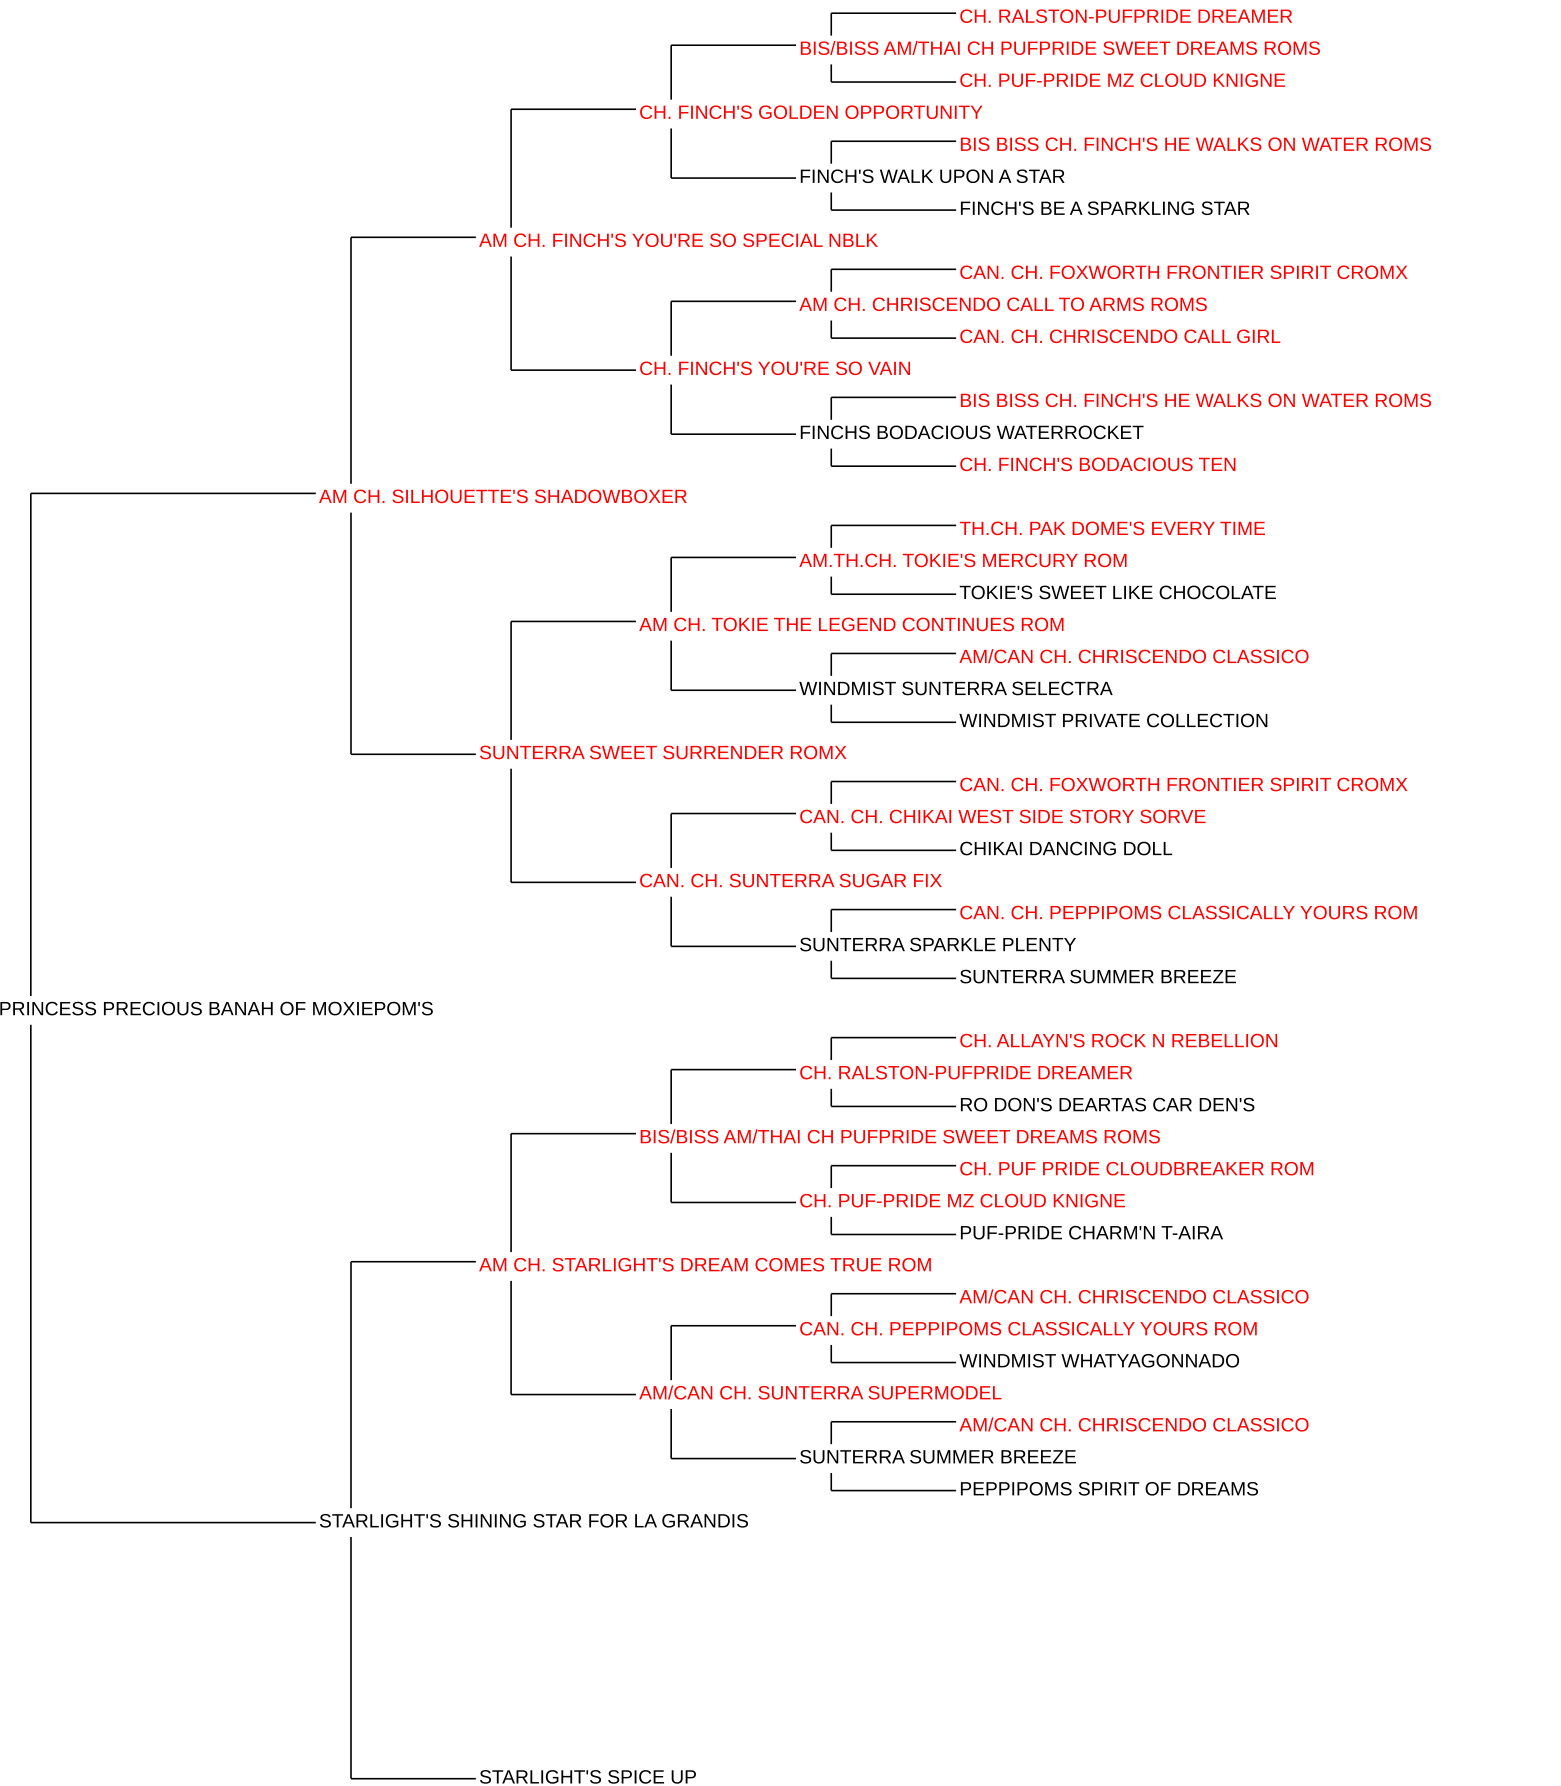 CH. RALSTON-PUFPRIDE DREAMER
BIS/BISS AM/THAI CH PUFPRIDE SWEET DREAMS ROMS
CH. PUF-PRIDE MZ CLOUD KNIGNE
CH. FINCH'S GOLDEN OPPORTUNITY
BIS BISS CH. FINCH'S HE WALKS ON WATER ROMS
FINCH'S WALK UPON A STAR
FINCH'S BE A SPARKLING STAR
AM CH. FINCH'S YOU'RE SO SPECIAL NBLK
CAN. CH. FOXWORTH FRONTIER SPIRIT CROMX
AM CH. CHRISCENDO CALL TO ARMS ROMS
CAN. CH. CHRISCENDO CALL GIRL
CH. FINCH'S YOU'RE SO VAIN
BIS BISS CH. FINCH'S HE WALKS ON WATER ROMS
FINCHS BODACIOUS WATERROCKET
CH. FINCH'S BODACIOUS TEN
AM CH. SILHOUETTE'S SHADOWBOXER
TH.CH. PAK DOME'S EVERY TIME
AM.TH.CH. TOKIE'S MERCURY ROM
TOKIE'S SWEET LIKE CHOCOLATE
AM CH. TOKIE THE LEGEND CONTINUES ROM
AM/CAN CH. CHRISCENDO CLASSICO
WINDMIST SUNTERRA SELECTRA
WINDMIST PRIVATE COLLECTION
SUNTERRA SWEET SURRENDER ROMX
CAN. CH. FOXWORTH FRONTIER SPIRIT CROMX
CAN. CH. CHIKAI WEST SIDE STORY SORVE
CHIKAI DANCING DOLL
CAN. CH. SUNTERRA SUGAR FIX
CAN. CH. PEPPIPOMS CLASSICALLY YOURS ROM
SUNTERRA SPARKLE PLENTY
SUNTERRA SUMMER BREEZE
PRINCESS PRECIOUS BANAH OF MOXIEPOM'S
CH. ALLAYN'S ROCK N REBELLION
CH. RALSTON-PUFPRIDE DREAMER
RO DON'S DEARTAS CAR DEN'S
BIS/BISS AM/THAI CH PUFPRIDE SWEET DREAMS ROMS
CH. PUF PRIDE CLOUDBREAKER ROM
CH. PUF-PRIDE MZ CLOUD KNIGNE
PUF-PRIDE CHARM'N T-AIRA
AM CH. STARLIGHT'S DREAM COMES TRUE ROM
AM/CAN CH. CHRISCENDO CLASSICO
CAN. CH. PEPPIPOMS CLASSICALLY YOURS ROM
WINDMIST WHATYAGONNADO
AM/CAN CH. SUNTERRA SUPERMODEL
AM/CAN CH. CHRISCENDO CLASSICO
SUNTERRA SUMMER BREEZE
PEPPIPOMS SPIRIT OF DREAMS
STARLIGHT'S SHINING STAR FOR LA GRANDIS
STARLIGHT'S SPICE UP